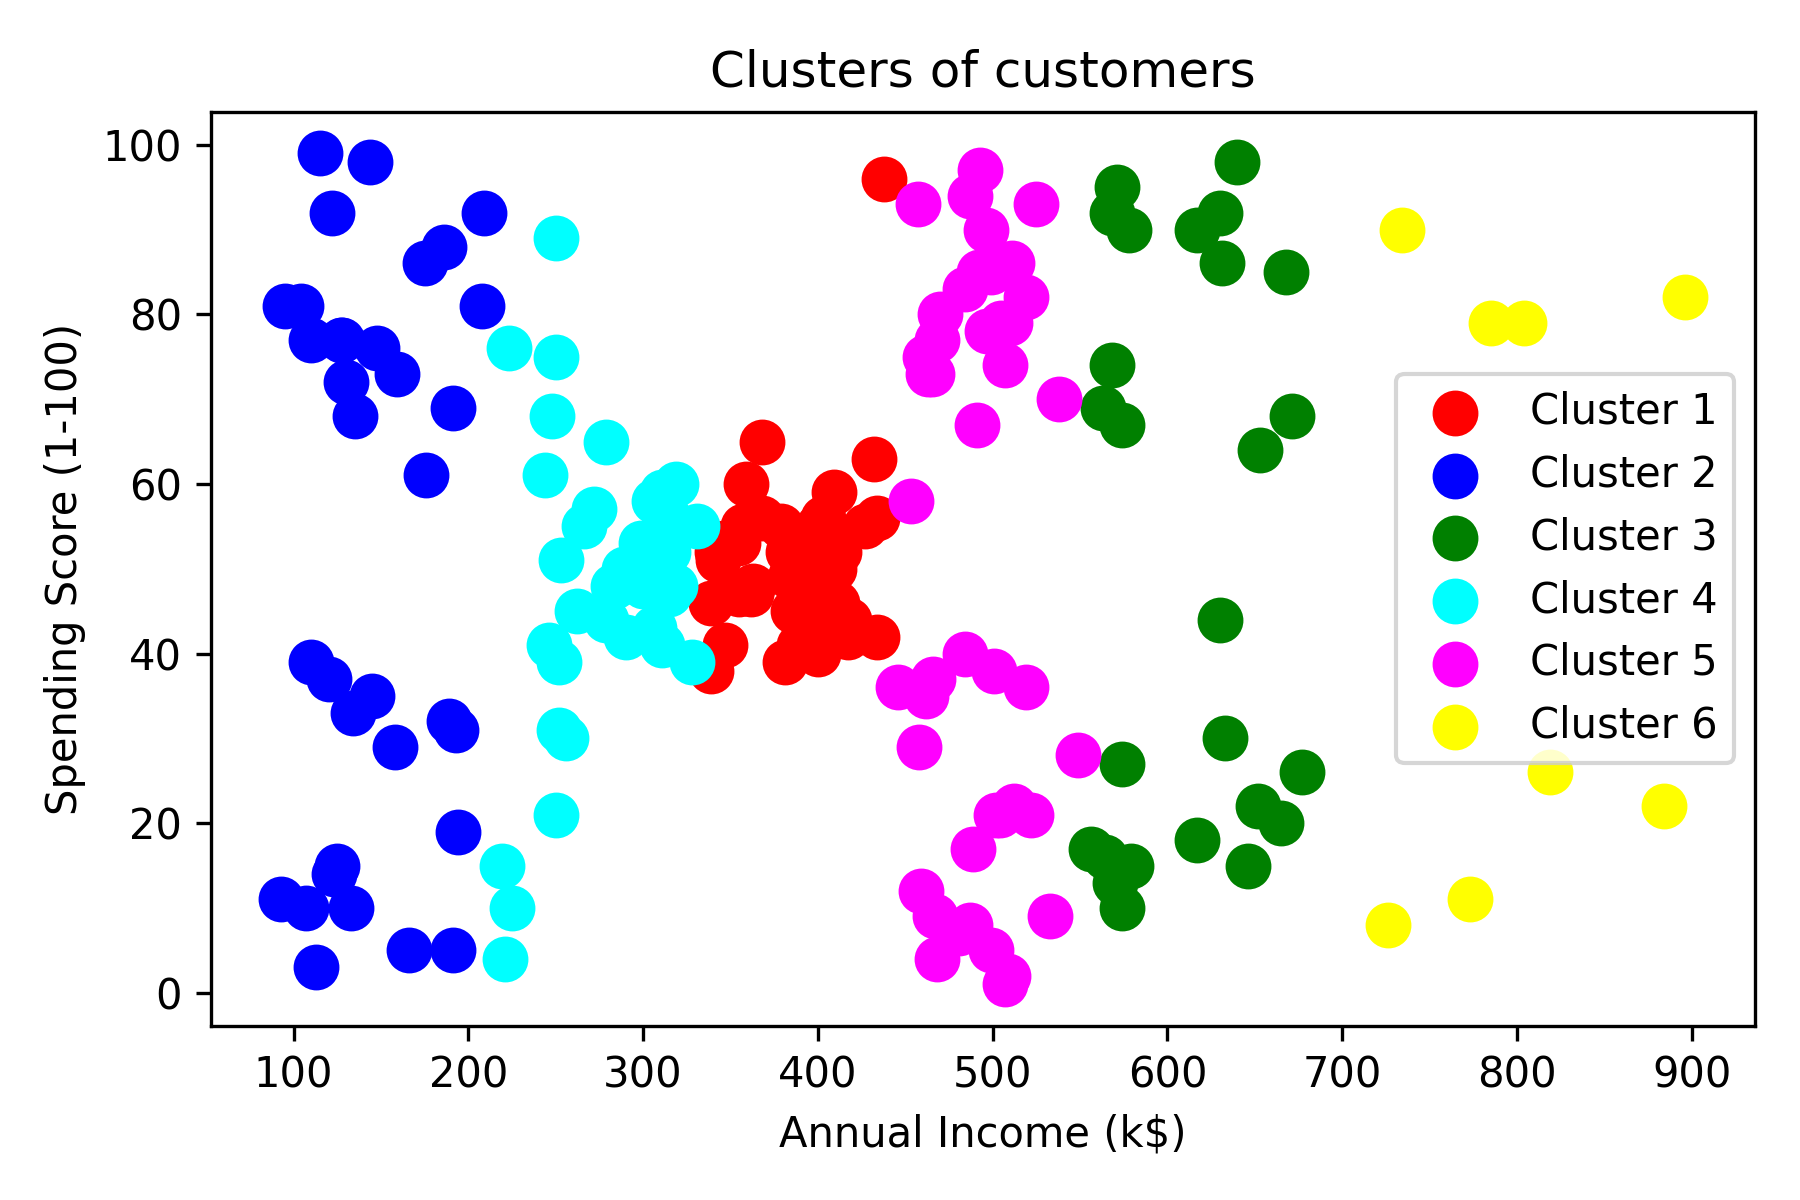 Clusters of customers
100
80
60
40
20
0
Spending Score (1-100)
Cluster 1
Cluster 2
Cluster 3
Cluster 4
Cluster 5
Cluster 6
100 200 300 400 500 600 700 800 900
Annual Income (k$)